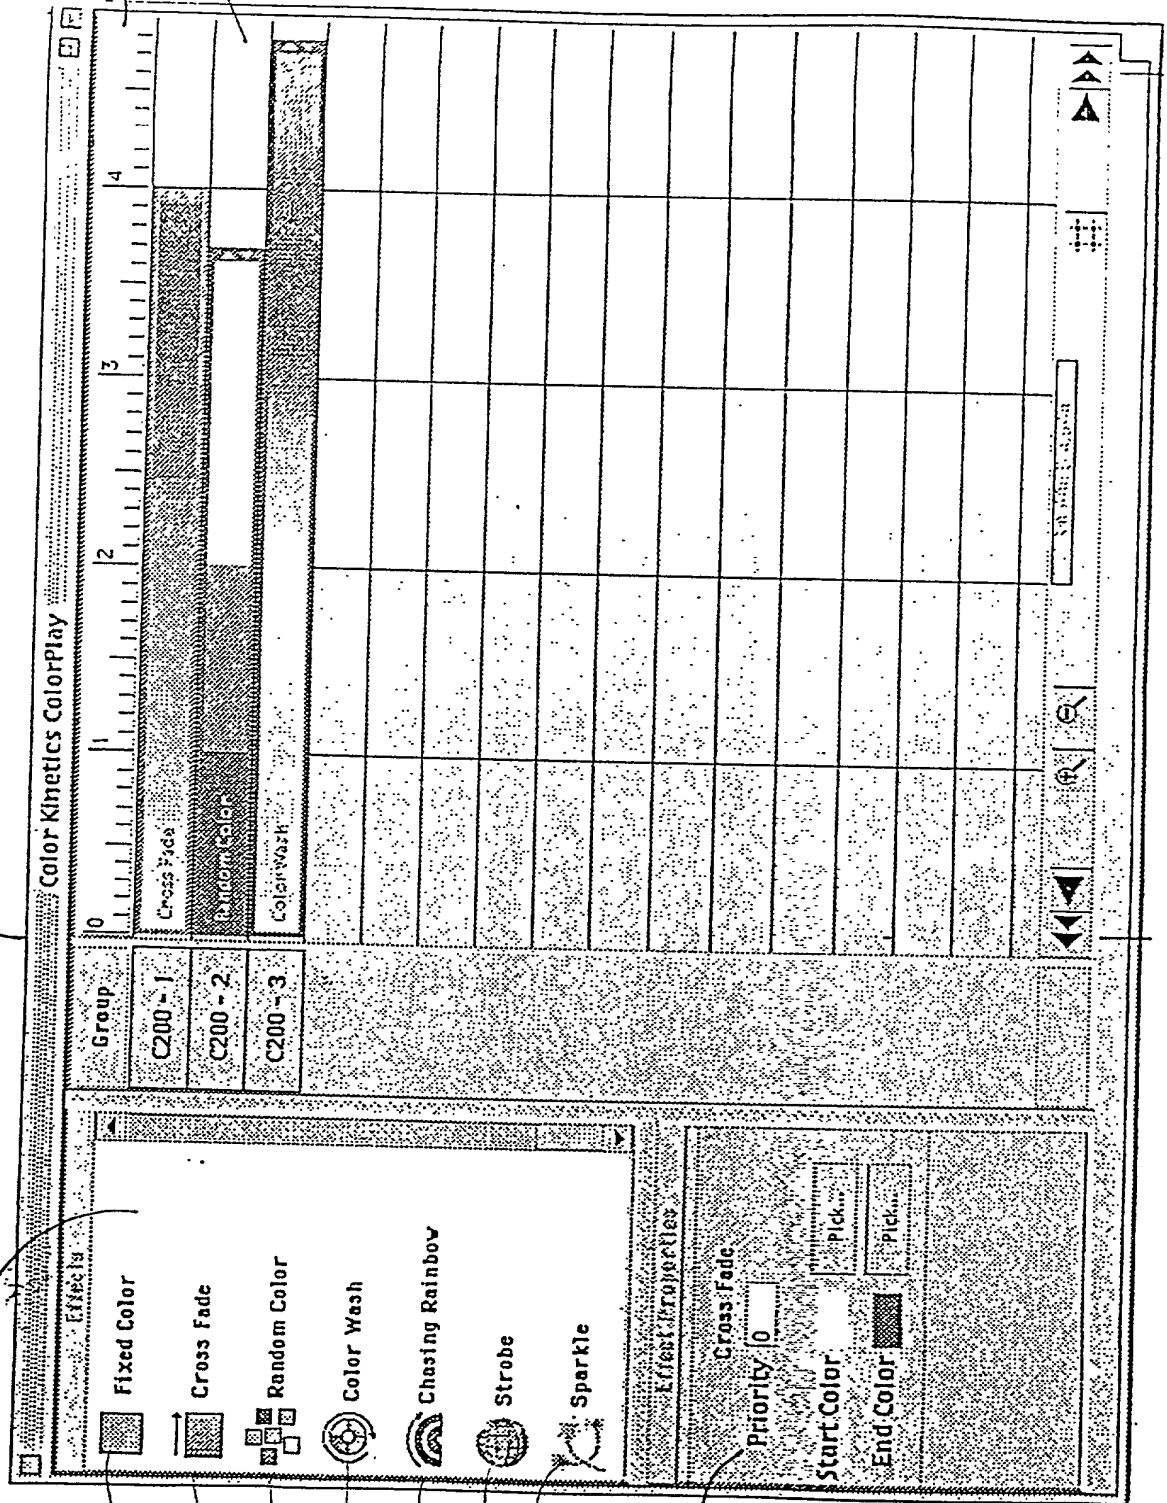 Color Kinetics ColorPlay
Effects
Fixed Color
Cross Fade
Random Color
Color Wash
Chasing Rainbow
Strobe
Sparkle
Effect Properties
Cross Fade
Priority 0
Start Color Pick...
End Color Pick...
Group
C200 - 1
C200 - 2
C200 - 3
0 1 2 3 4
Cross Fade
Random Color
Color Wash